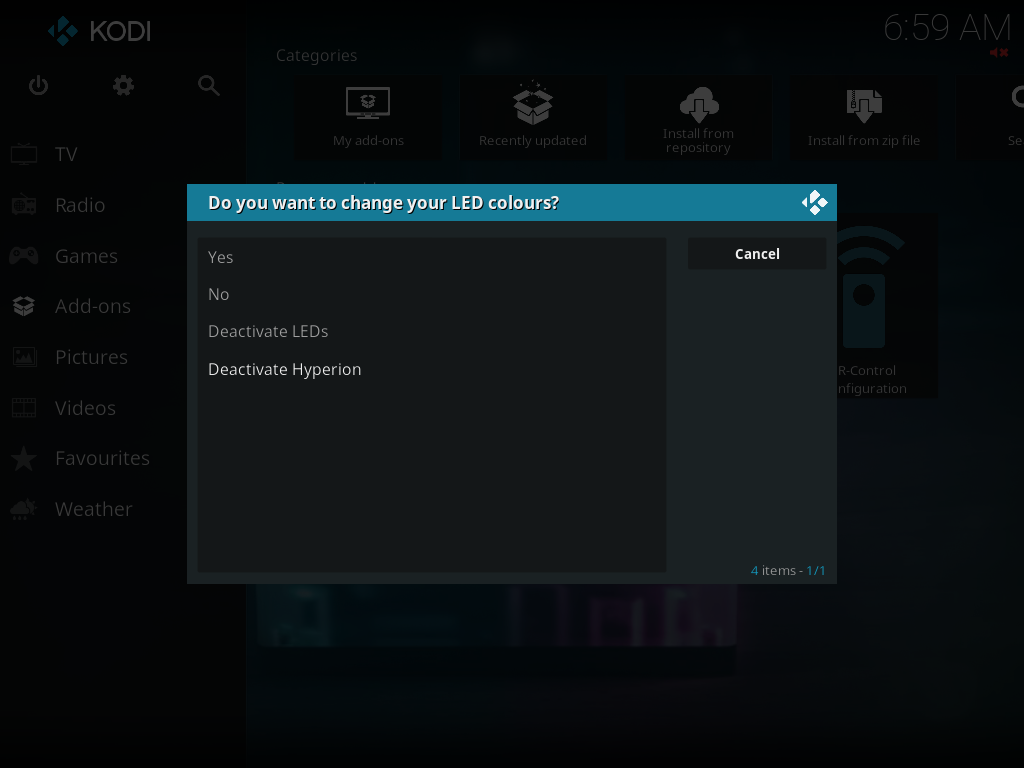 KODI
6:59 AM
Categories
My add-ons
Recently updated
Install from
repository
Install from zip file
TV
Radio
Games
Add-ons
Pictures
Videos
Favourites
Weather
Do you want to change your LED colours?
Yes
No
Deactivate LEDs
Deactivate Hyperion
Cancel
4 items - 1/1
R-Control
nfiguration